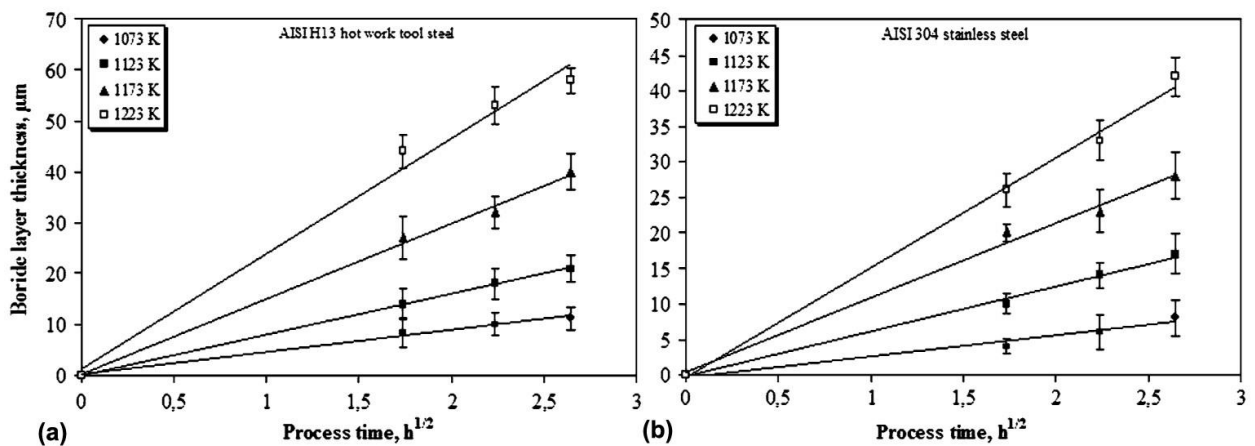 AISI H13 hot work tool steel
1073 K
1123 K
1173 K
1223 K
Boride layer thickness, µm
70
60
50
40
30
20
10
0
0 0,5 1 1,5 2 2,5 3
Process time, h^1/2
(a)
AISI 304 stainless steel
1073 K
1123 K
1173 K
1223 K
50
45
40
35
30
25
20
15
10
5
0
0 0,5 1 1,5 2 2,5 3
Process time, h^1/2
(b)